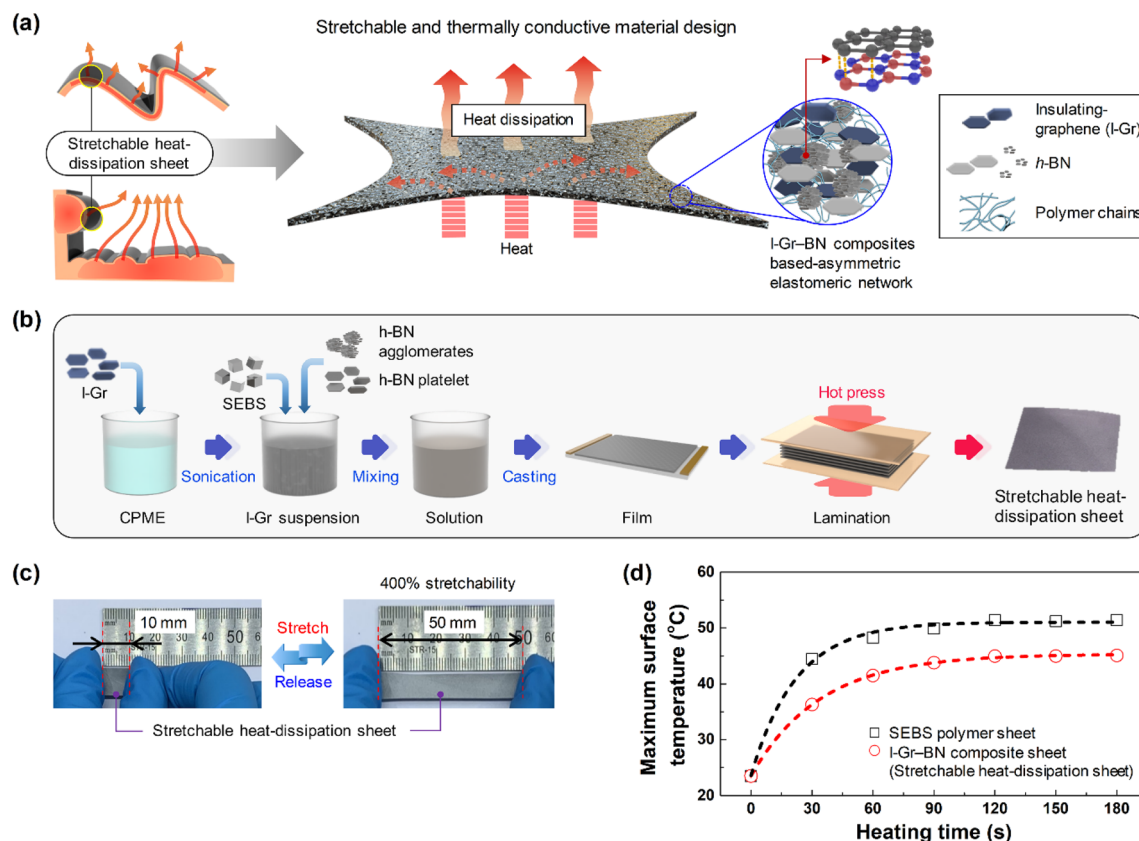 (a)
Stretchable and thermally conductive material design
Stretchable heat-
dissipation sheet
Heat dissipation
Heat
I-Gr–BN composites
based-asymmetric
elastomeric network
Insulating-
graphene (I-Gr)
h-BN
Polymer chains
(b)
I-Gr
SEBS
h-BN
agglomerates
h-BN platelet
Sonication
Mixing
Casting
Hot press
CPME
I-Gr suspension
Solution
Film
Lamination
Stretchable heat-
dissipation sheet
(c)
400% stretchability
10 mm
Stretch
Release
50 mm
STR-15
Stretchable heat-dissipation sheet
(d)
Maximum surface
temperature (°C)
60
50
40
30
20
SEBS polymer sheet
I-Gr–BN composite sheet
(Stretchable heat-dissipation sheet)
0 30 60 90 120 150 180
Heating time (s)